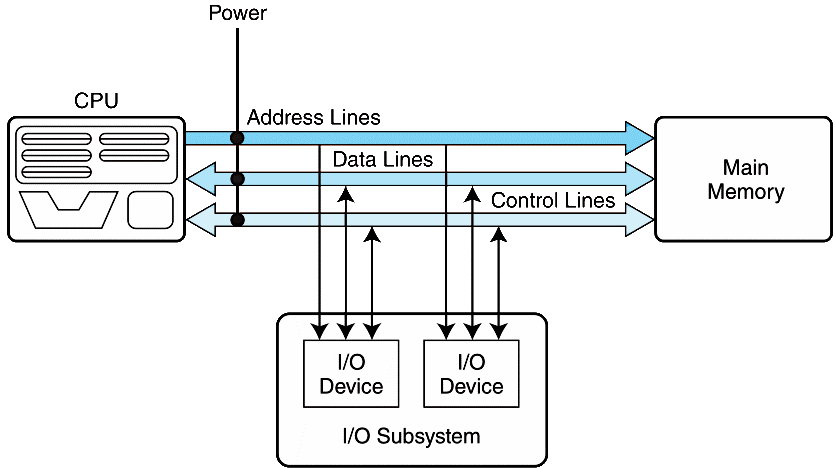 Power
CPU
Address Lines
Data Lines
Control Lines
Main
Memory
I/O
Device
I/O
Device
I/O Subsystem